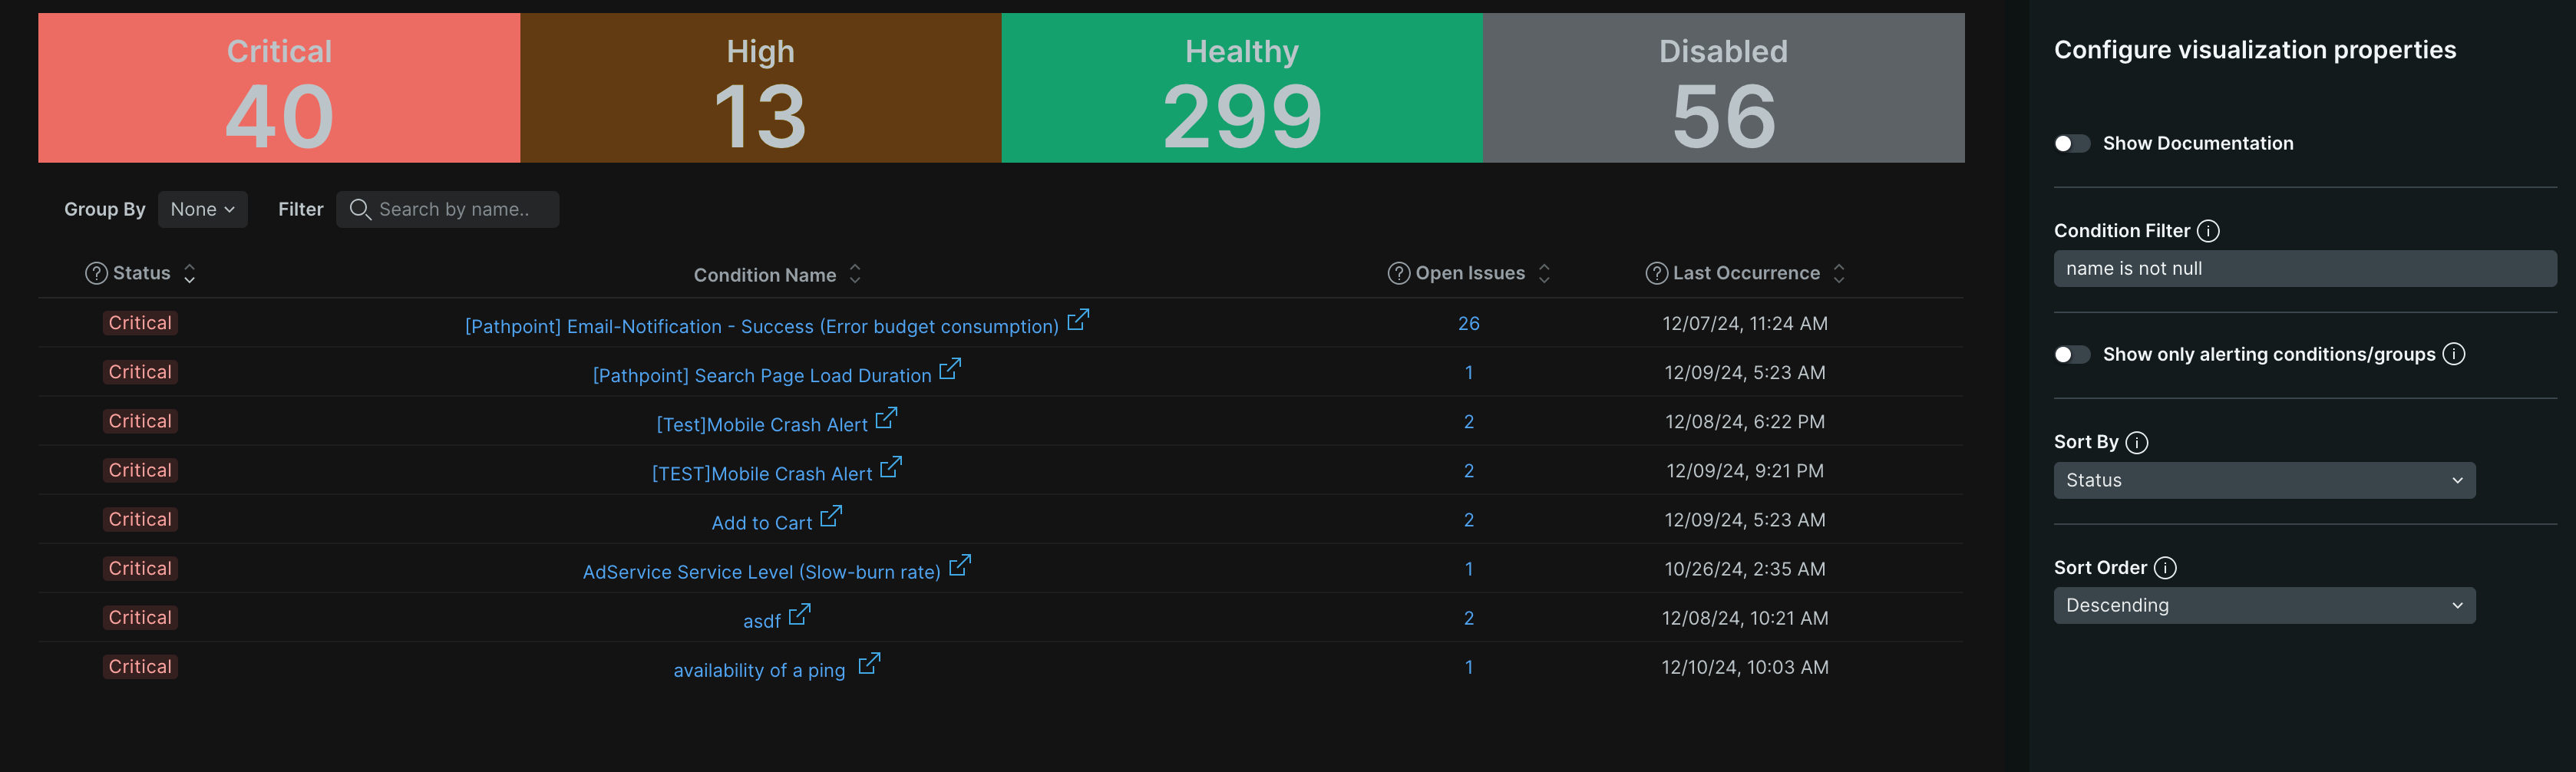 Critical High Healthy Disabled
40 13 299 56
Group By None Filter Search by name..
Status Condition Name Open Issues Last Occurrence
Critical [Pathpoint] Email-Notification - Success (Error budget consumption) 26 12/07/24, 11:24 AM
Critical [Pathpoint] Search Page Load Duration 1 12/09/24, 5:23 AM
Critical [Test]Mobile Crash Alert 2 12/08/24, 6:22 PM
Critical [TEST]Mobile Crash Alert 2 12/09/24, 9:21 PM
Critical Add to Cart 2 12/09/24, 5:23 AM
Critical AdService Service Level (Slow-burn rate) 1 10/26/24, 2:35 AM
Critical asdf 2 12/08/24, 10:21 AM
Critical availability of a ping 1 12/10/24, 10:03 AM
Configure visualization properties
Show Documentation
Condition Filter
name is not null
Show only alerting conditions/groups
Sort By
Status
Sort Order
Descending